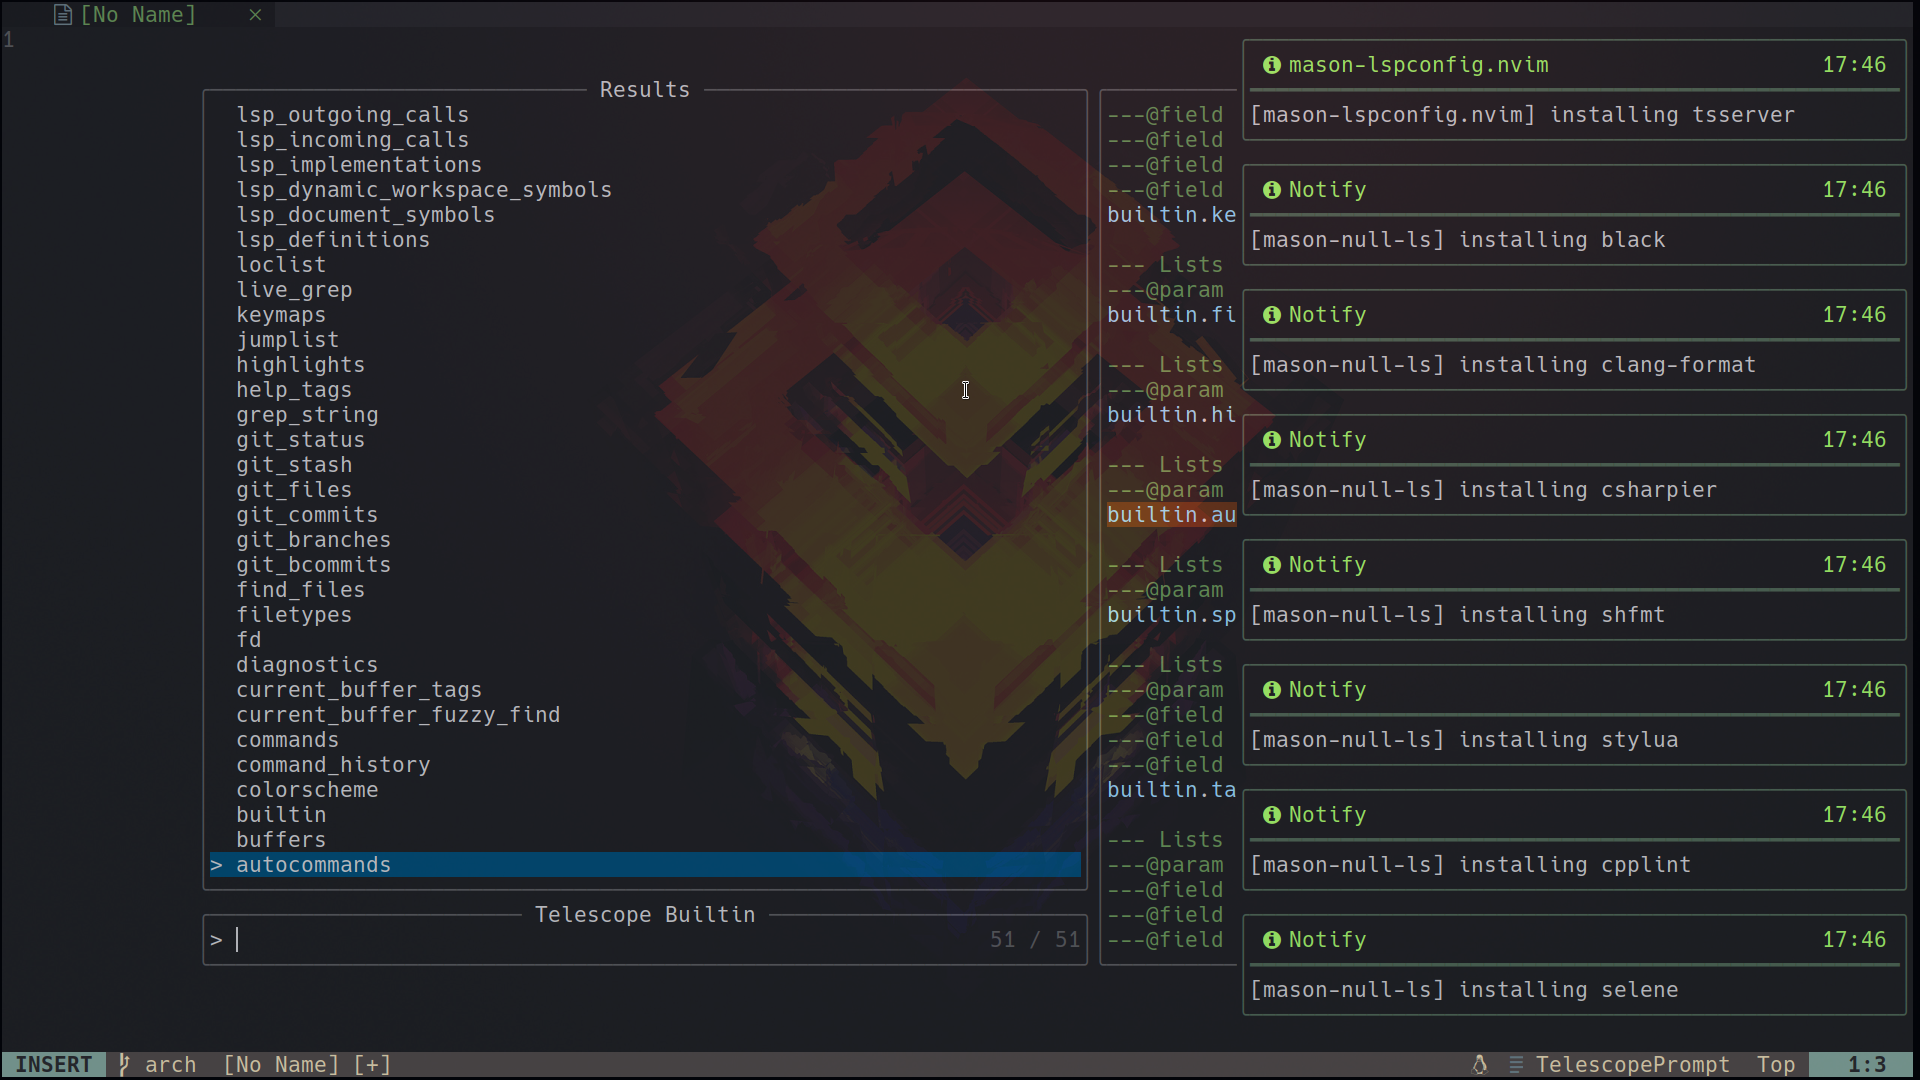 [No Name] ×
1
Results
lsp_outgoing_calls
lsp_incoming_calls
lsp_implementations
lsp_dynamic_workspace_symbols
lsp_document_symbols
lsp_definitions
loclist
live_grep
keymaps
jumplist
highlights
help_tags
grep_string
git_status
git_stash
git_files
git_commits
git_branches
git_bcommits
find_files
filetypes
fd
diagnostics
current_buffer_tags
current_buffer_fuzzy_find
commands
command_history
colorscheme
builtin
buffers
> autocommands
Telescope Builtin
> 51 / 51
---@field
---@field
---@field
---@field
builtin.ke
--- Lists
---@param
builtin.fi
--- Lists
---@param
builtin.hi
--- Lists
---@param
builtin.au
--- Lists
---@param
builtin.sp
--- Lists
---@param
---@field
---@field
---@field
builtin.ta
--- Lists
---@param
---@field
---@field
---@field
mason-lspconfig.nvim 17:46
[mason-lspconfig.nvim] installing tsserver
Notify 17:46
[mason-null-ls] installing black
Notify 17:46
[mason-null-ls] installing clang-format
Notify 17:46
[mason-null-ls] installing csharpier
Notify 17:46
[mason-null-ls] installing shfmt
Notify 17:46
[mason-null-ls] installing stylua
Notify 17:46
[mason-null-ls] installing cpplint
Notify 17:46
[mason-null-ls] installing selene
INSERT arch [No Name] [+] TelescopePrompt Top 1:3